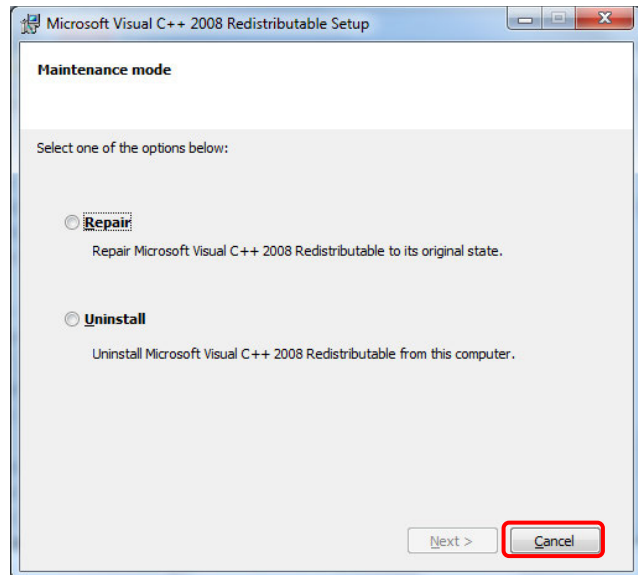 Microsoft Visual C++ 2008 Redistributable Setup
Maintenance mode
Select one of the options below:
Repair
Repair Microsoft Visual C++ 2008 Redistributable to its original state.
Uninstall
Uninstall Microsoft Visual C++ 2008 Redistributable from this computer.
Next >
Cancel